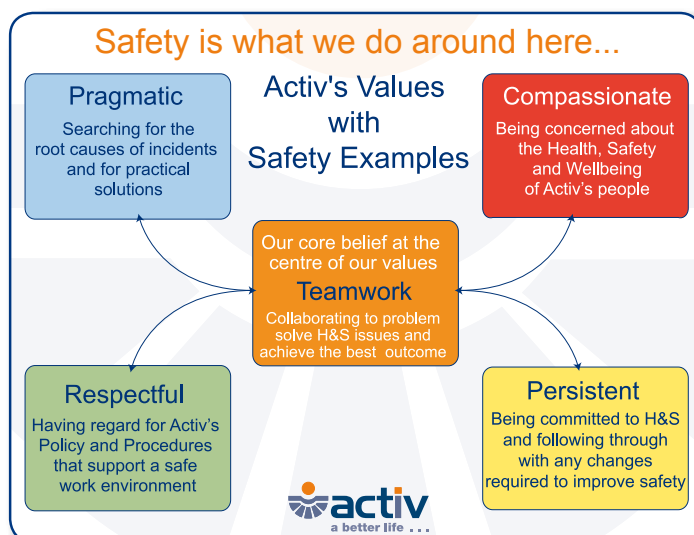 Safety is what we do around here...
Pragmatic
Searching for the
root causes of incidents
and for practical
solutions
Activ's Values
with
Safety Examples
Compassionate
Being concerned about
the Health, Safety
and Wellbeing
of Activ's people
Our core belief at the
centre of our values
Teamwork
Collaborating to problem
solve H&S issues and
achieve the best outcome
Respectful
Having regard for Activ's
Policy and Procedures
that support a safe
work environment
Persistent
Being committed to H&S
and following through
with any changes
required to improve safety
activ
a better life . . .